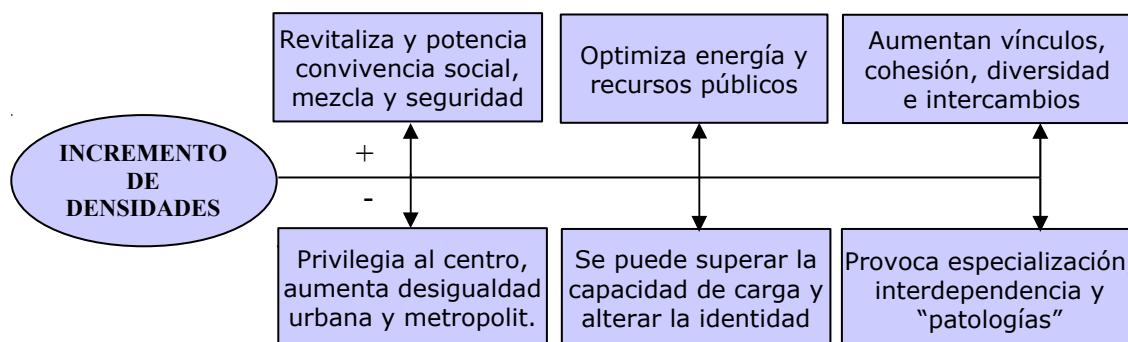 Revitaliza y potencia
convivencia social,
mezcla y seguridad
Optimiza energía y
recursos públicos
Aumentan vínculos,
cohesión, diversidad
e intercambios
INCREMENTO
DE
DENSIDADES
+
-
Privilegia al centro,
aumenta desigualdad
urbana y metropolit.
Se puede superar la
capacidad de carga y
alterar la identidad
Provoca especialización
interdependencia y
“patologías”